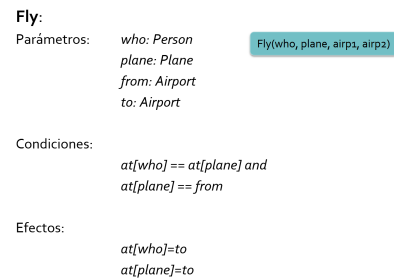 Fly:
Parámetros: who: Person
Fly(who, plane, airp1, airp2)
plane: Plane
from: Airport
to: Airport
Condiciones:
at[who] == at[plane] and
at[plane] == from
Efectos:
at[who]=to
at[plane]=to